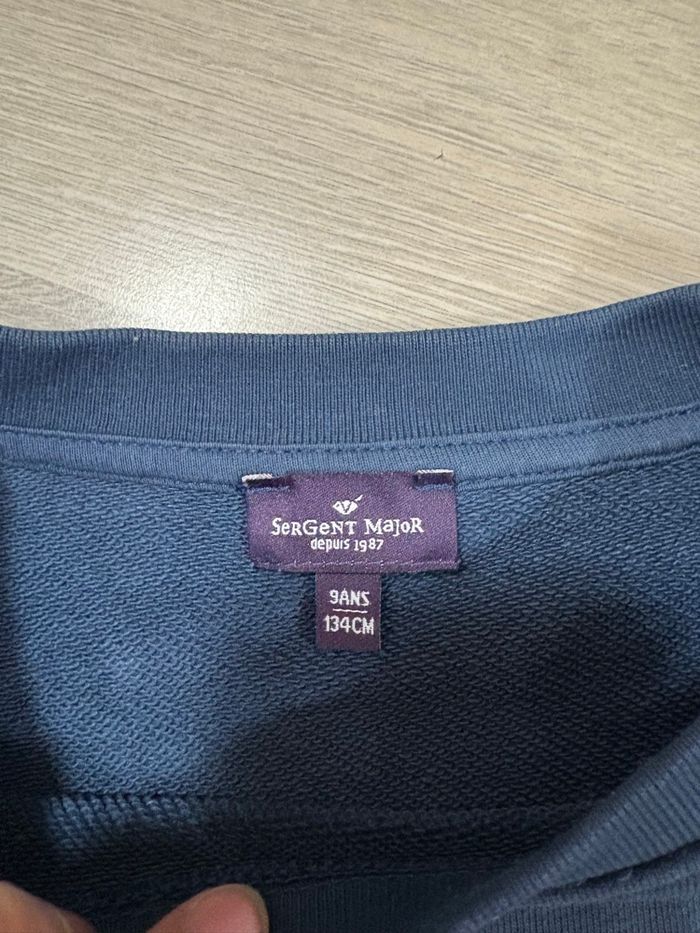 SerGeNT MajoR
depuis 1987
9ANS
134CM